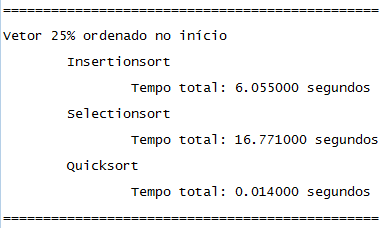 ================================================
Vetor 25% ordenado no início
Insertionsort
Tempo total: 6.055000 segundos
Selectionsort
Tempo total: 16.771000 segundos
Quicksort
Tempo total: 0.014000 segundos
================================================